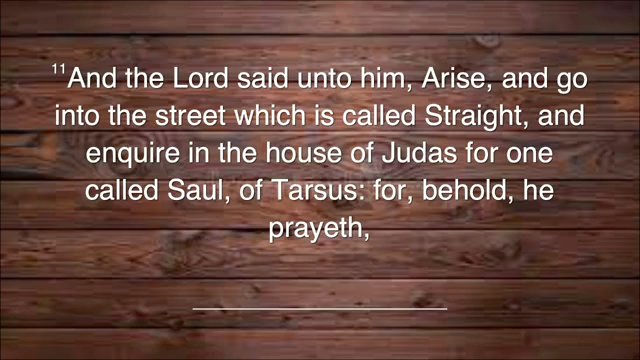 11And the Lord said unto him, Arise, and go
into the street which is called Straight, and
enquire in the house of Judas for one
called Saul, of Tarsus: for, behold, he
prayeth,